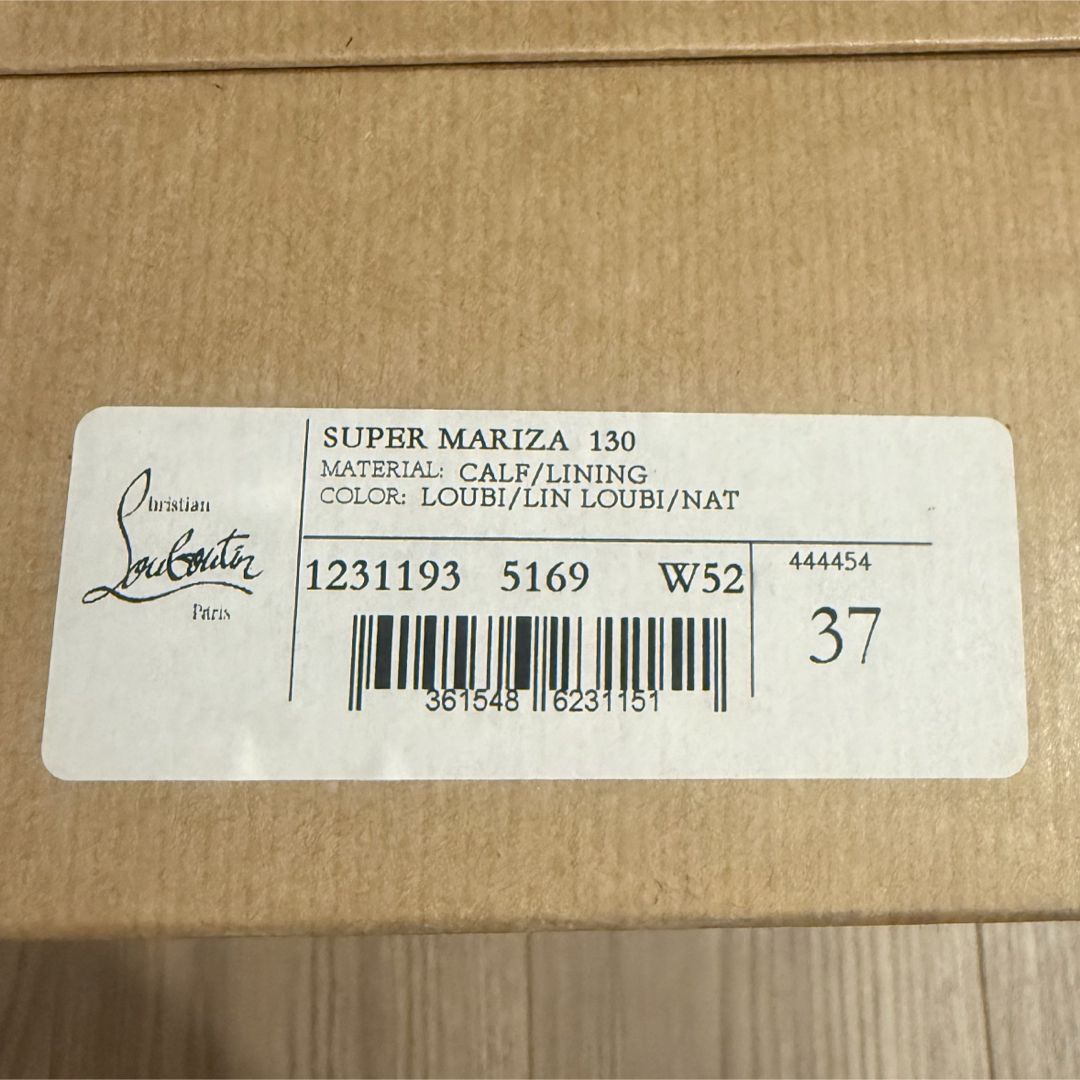 Christian
Louboutin
Paris
SUPER MARIZA 130
MATERIAL: CALF/LINING
COLOR: LOUBI/LIN LOUBI/NAT
1231193 5169 W52
444454
37
361548 6231151